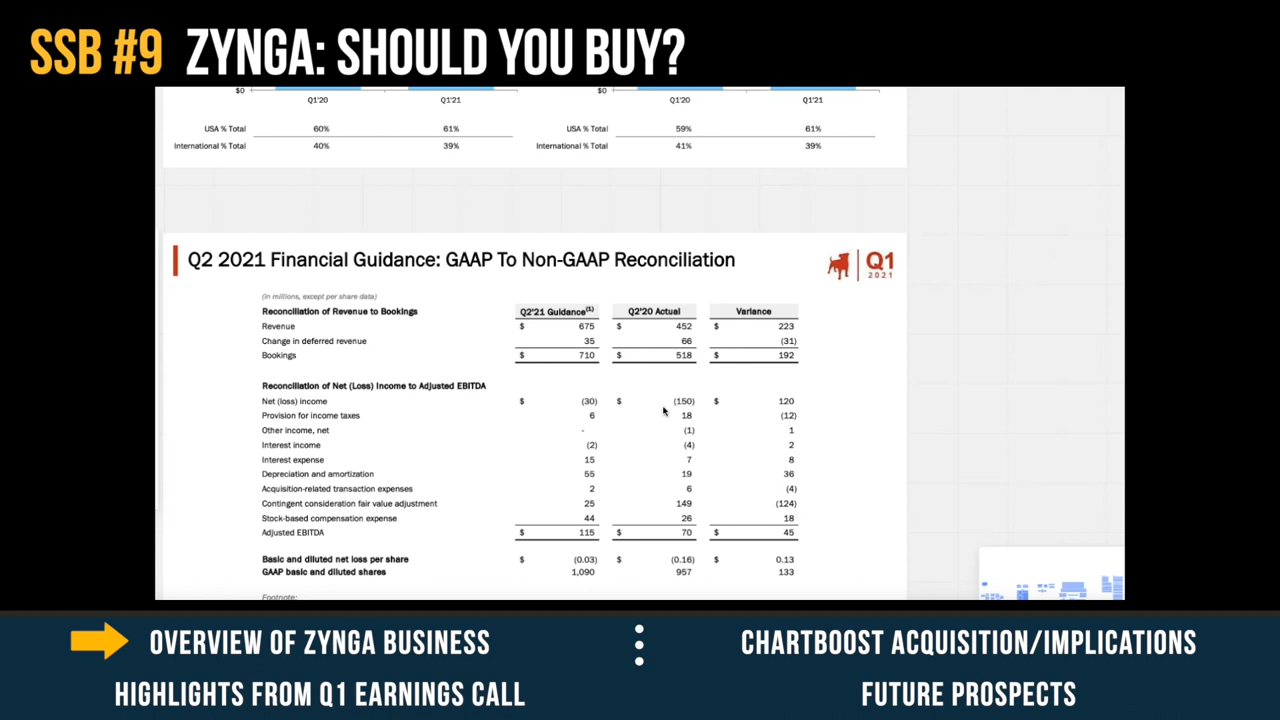 SSB #9 ZYNGA: SHOULD YOU BUY?
$0 $0
Q1'20 Q1'21 Q1'20 Q1'21
USA % Total 60% 61% USA % Total 59% 61%
International % Total 40% 39% International % Total 41% 39%
Q2 2021 Financial Guidance: GAAP To Non-GAAP Reconciliation Q1 2021
(in millions, except per share data)
Reconciliation of Revenue to Bookings Q2'21 Guidance(1) Q2'20 Actual Variance
Revenue $ 675 $ 452 $ 223
Change in deferred revenue 35 66 (31)
Bookings $ 710 $ 518 $ 192
Reconciliation of Net (Loss) Income to Adjusted EBITDA
Net (loss) income $ (30) $ (150) $ 120
Provision for income taxes 6 18 (12)
Other income, net - (1) 1
Interest income (2) (4) 2
Interest expense 15 7 8
Depreciation and amortization 55 19 36
Acquisition-related transaction expenses 2 6 (4)
Contingent consideration fair value adjustment 25 149 (124)
Stock-based compensation expense 44 26 18
Adjusted EBITDA $ 115 $ 70 $ 45
Basic and diluted net loss per share $ (0.03) $ (0.16) $ 0.13
GAAP basic and diluted shares 1,090 957 133
Footnote:
OVERVIEW OF ZYNGA BUSINESS
CHARTBOOST ACQUISITION/IMPLICATIONS
HIGHLIGHTS FROM Q1 EARNINGS CALL
FUTURE PROSPECTS